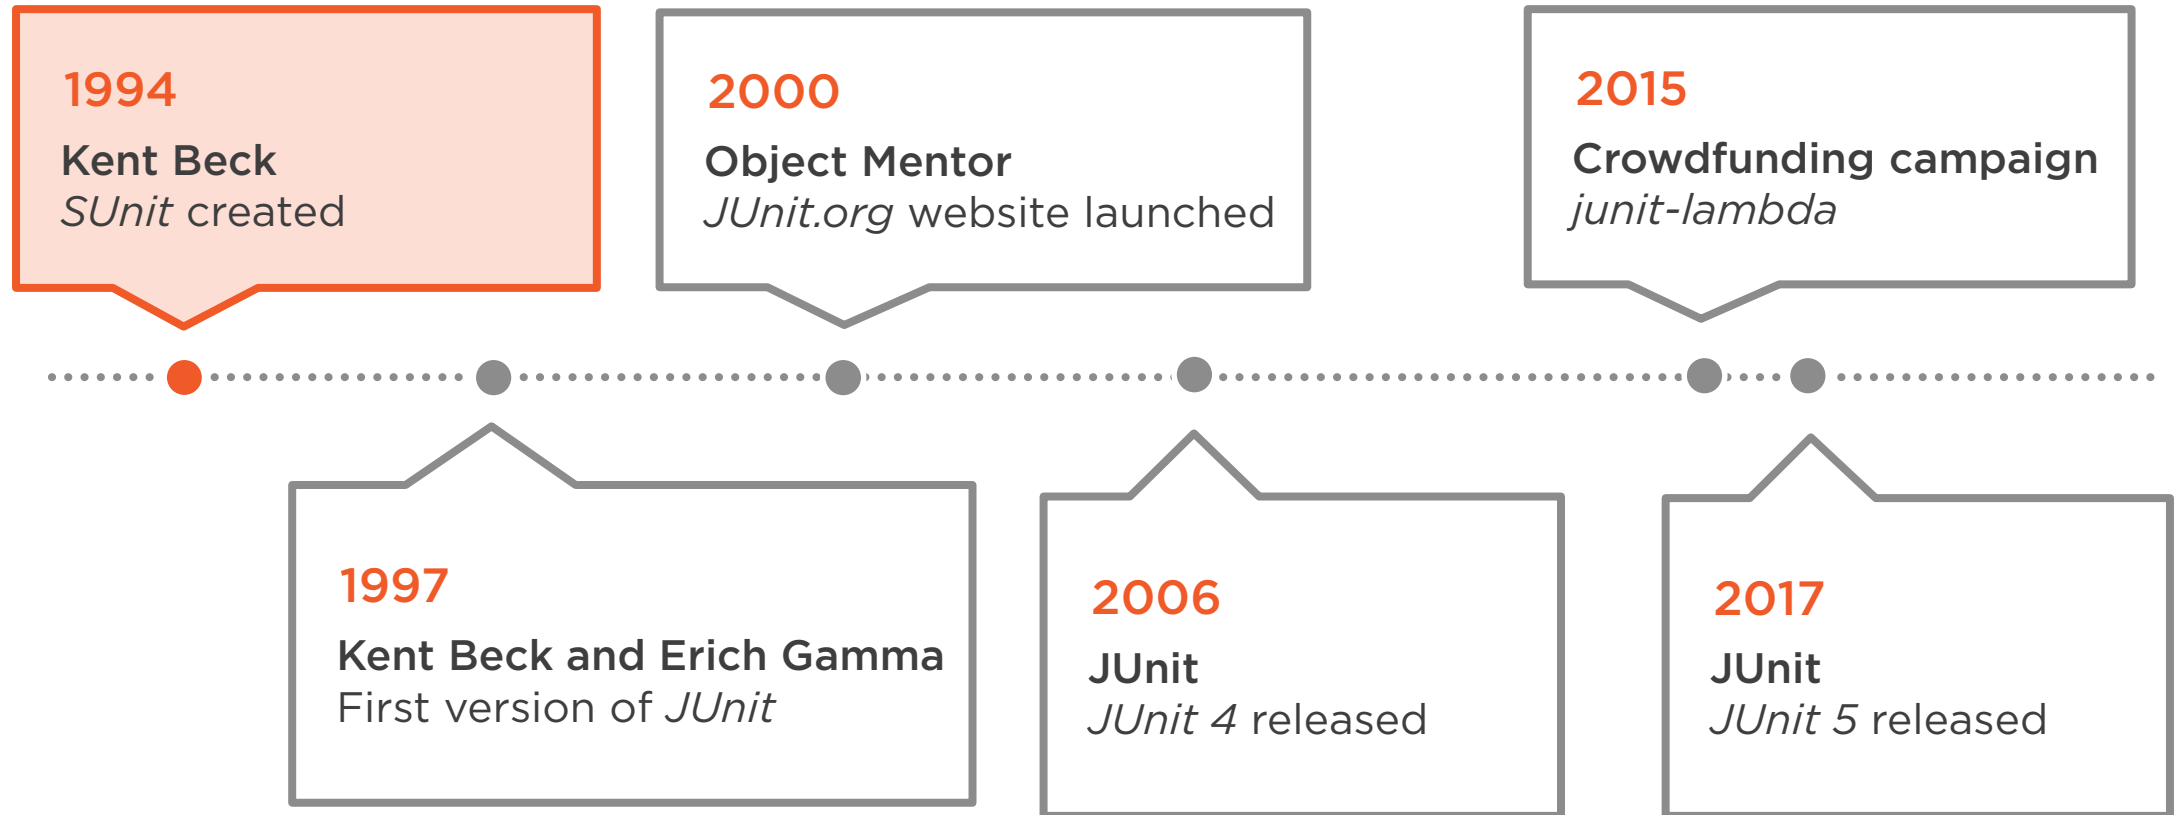 1994
Kent Beck
SUnit created
2000
Object Mentor
JUnit.org website launched
2015
Crowdfunding campaign
junit-lambda
1997
Kent Beck and Erich Gamma
First version of JUnit
2006
JUnit
JUnit 4 released
2017
JUnit
JUnit 5 released